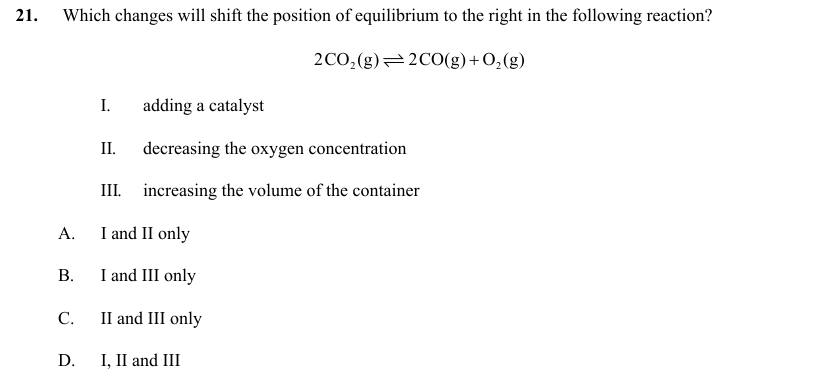 21. Which changes will shift the position of equilibrium to the right in the following reaction?
2CO₂(g)⇌2CO(g)+O₂(g)
I. adding a catalyst
II. decreasing the oxygen concentration
III. increasing the volume of the container
A. I and II only
B. I and III only
C. II and III only
D. I, II and III